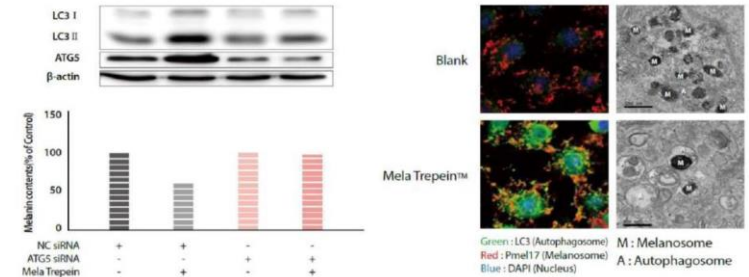 LC3 I
LC3 II
ATG5
β-actin
Melanin contents(% of Control)
150
100
50
0
NC siRNA + + - -
ATG5 siRNA - - + +
Mela Trepein - + - +
Blank
Mela Trepein™
Green : LC3 (Autophagosome)
Red : Pmel17 (Melanosome)
Blue : DAPI (Nucleus)
M M M M M A M M
M M
M : Melanosome
A : Autophagosome